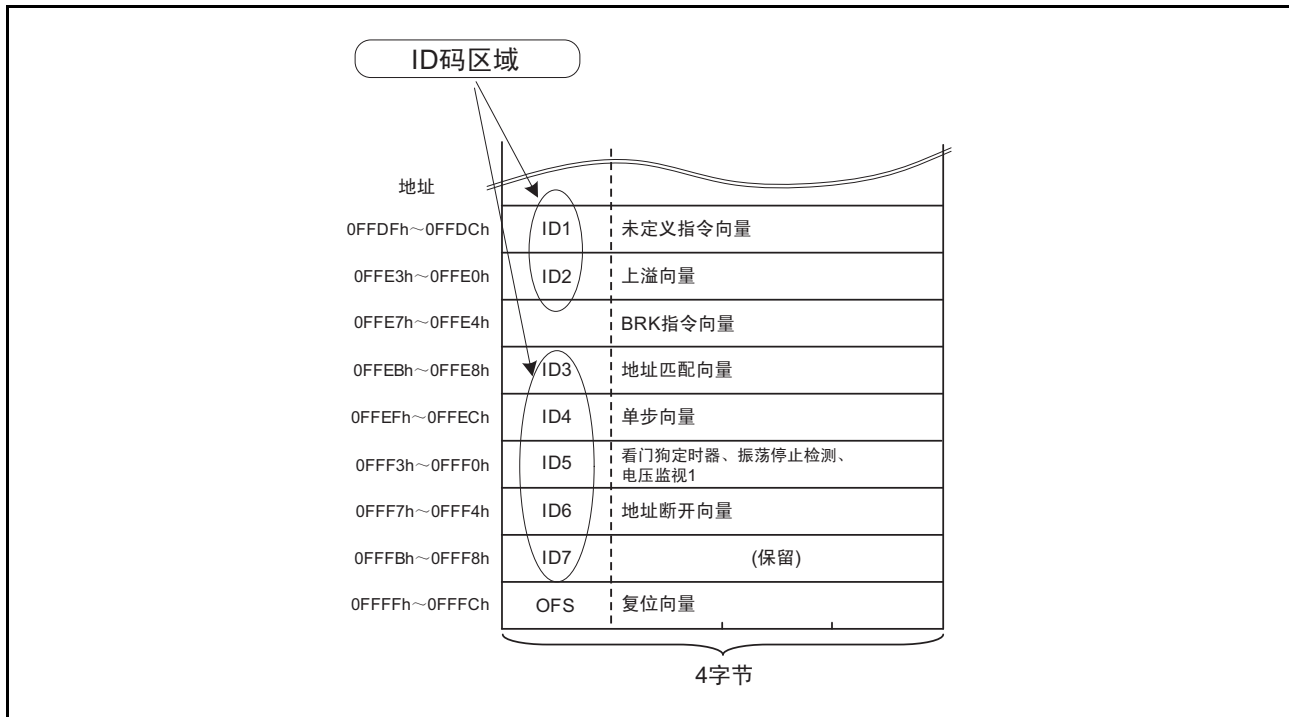 ID码区域
地址
0FFDFh～0FFDCh ID1 未定义指令向量
0FFE3h～0FFE0h ID2 上溢向量
0FFE7h～0FFE4h BRK指令向量
0FFEBh～0FFE8h ID3 地址匹配向量
0FFEFh～0FFECh ID4 单步向量
0FFF3h～0FFF0h ID5 看门狗定时器、振荡停止检测、
电压监视1
0FFF7h～0FFF4h ID6 地址断开向量
0FFFBh～0FFF8h ID7 (保留)
0FFFFh～0FFFCh OFS 复位向量
4字节